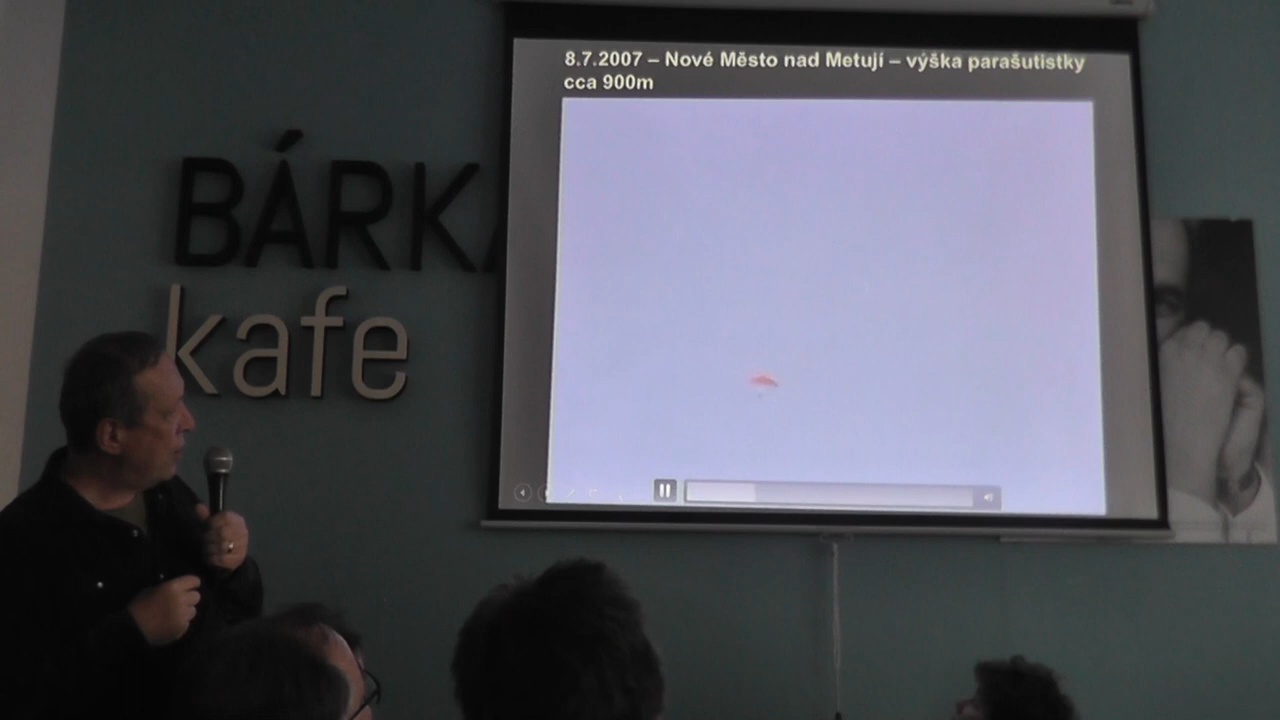 8.7.2007 – Nové Město nad Metují – výška parašutistky
cca 900m
BÁRKA
kafe